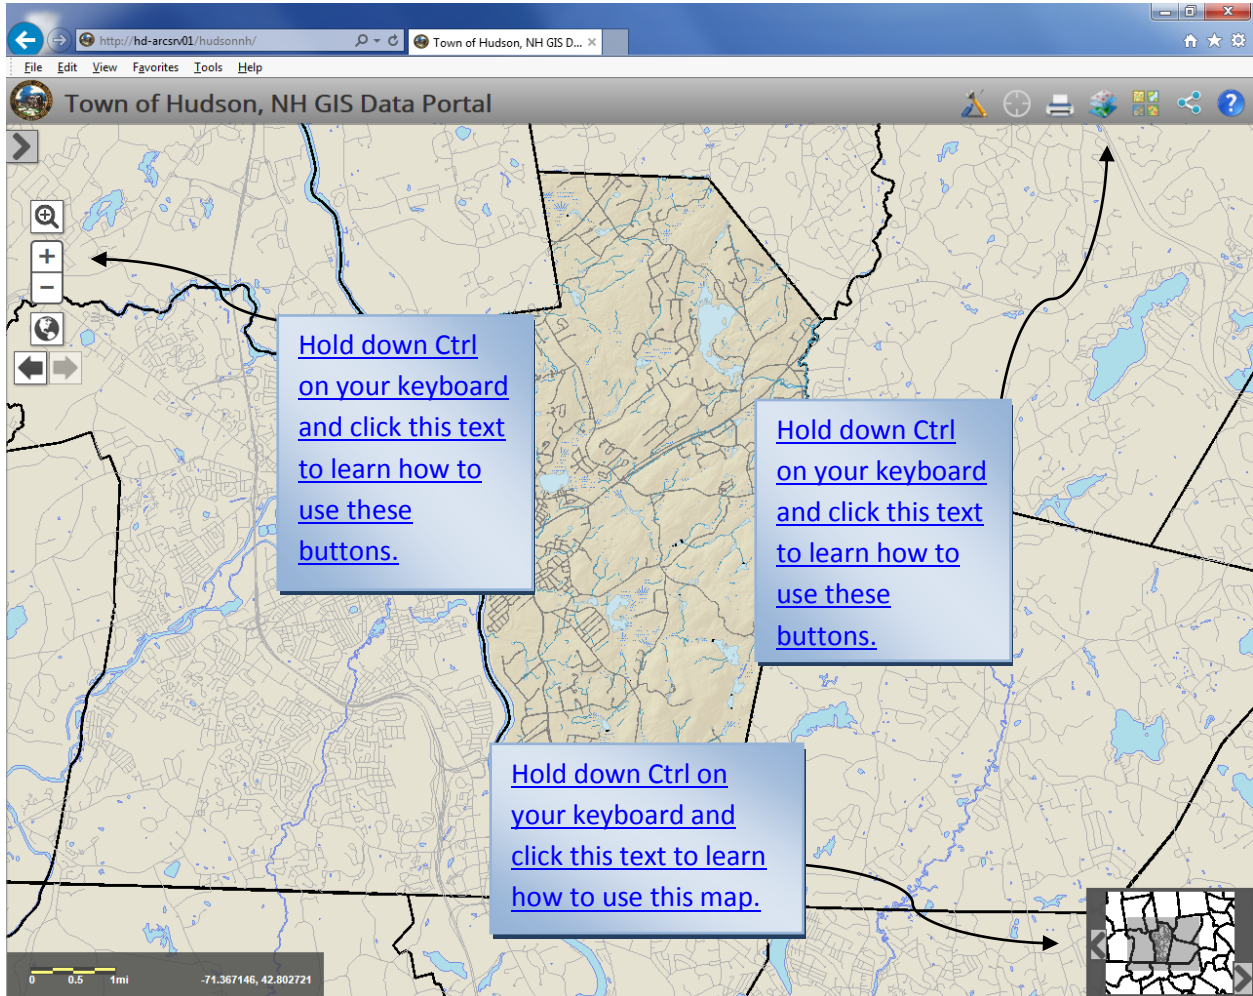 http://hd-arcsrv01/hudsonnh/
Town of Hudson, NH GIS D...
File Edit View Favorites Tools Help
Town of Hudson, NH GIS Data Portal
Hold down Ctrl
on your keyboard
and click this text
to learn how to
use these
buttons.
Hold down Ctrl
on your keyboard
and click this text
to learn how to
use these
buttons.
Hold down Ctrl on
your keyboard and
click this text to learn
how to use this map.
0 0.5 1mi
-71.367146, 42.802721